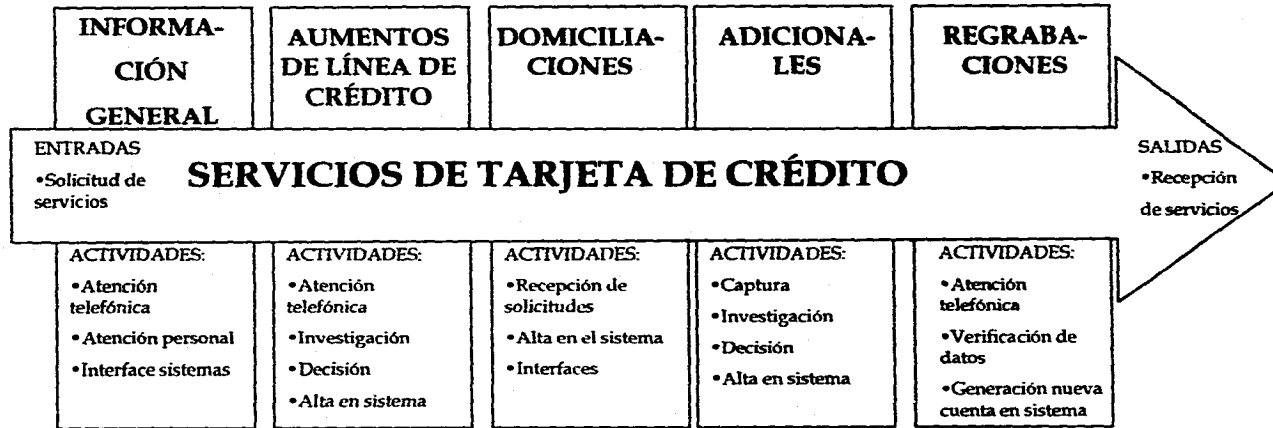 INFORMA-
CIÓN
GENERAL
AUMENTOS
DE LÍNEA DE
CRÉDITO
DOMICILIA-
CIONES
ADICIONA-
LES
REGRABA-
CIONES
ENTRADAS
•Solicitud de
servicios
SERVICIOS DE TARJETA DE CRÉDITO
SALIDAS
•Recepción
de servicios
ACTIVIDADES:
•Atención
telefónica
•Atención personal
•Interface sistemas
ACTIVIDADES:
•Atención
telefónica
•Investigación
•Decisión
•Alta en sistema
ACTIVIDADES:
•Recepción de
solicitudes
•Alta en el sistema
•Interfaces
ACTIVIDADES:
•Captura
•Investigación
•Decisión
•Alta en sistema
ACTIVIDADES:
•Atención
telefónica
•Verificación de
datos
•Generación nueva
cuenta en sistema